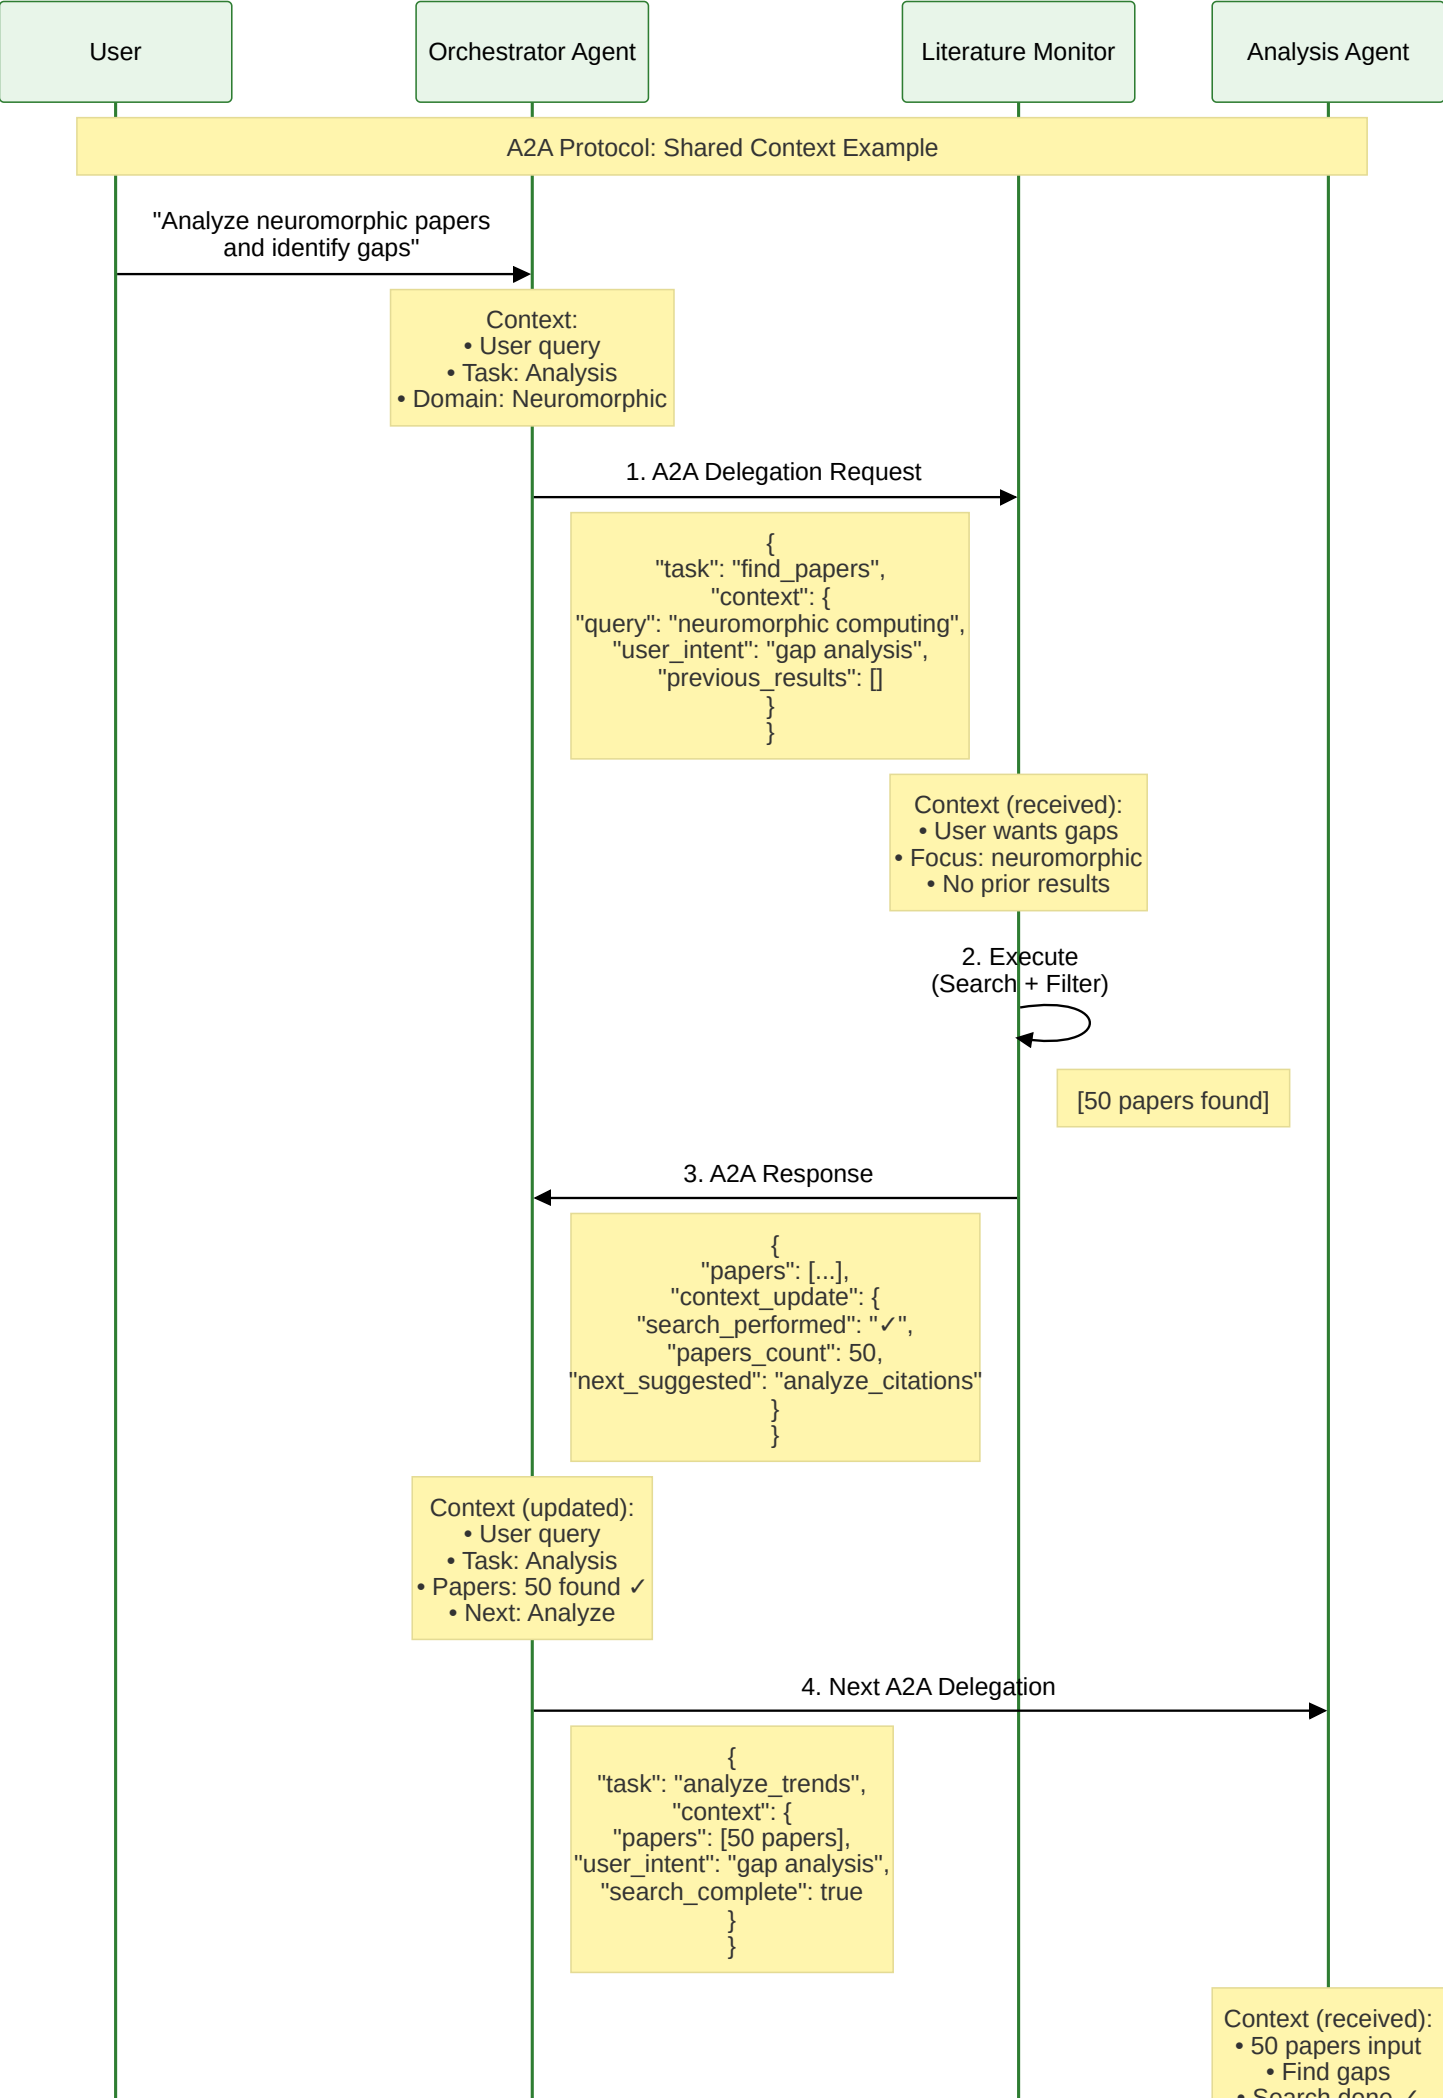 User
Orchestrator Agent
Literature Monitor
Analysis Agent
A2A Protocol: Shared Context Example
"Analyze neuromorphic papers
and identify gaps"
Context:
• User query
• Task: Analysis
• Domain: Neuromorphic
1. A2A Delegation Request
{
"task": "find_papers",
"context": {
"query": "neuromorphic computing",
"user_intent": "gap analysis",
"previous_results": []
}
}
Context (received):
• User wants gaps
• Focus: neuromorphic
• No prior results
2. Execute
(Search + Filter)
[50 papers found]
3. A2A Response
{
"papers": [...],
"context_update": {
"search_performed": "✓",
"papers_count": 50,
"next_suggested": "analyze_citations"
}
}
Context (updated):
• User query
• Task: Analysis
• Papers: 50 found ✓
• Next: Analyze
4. Next A2A Delegation
{
"task": "analyze_trends",
"context": {
"papers": [50 papers],
"user_intent": "gap analysis",
"search_complete": true
}
}
Context (received):
• 50 papers input
• Find gaps
• Search done ✓